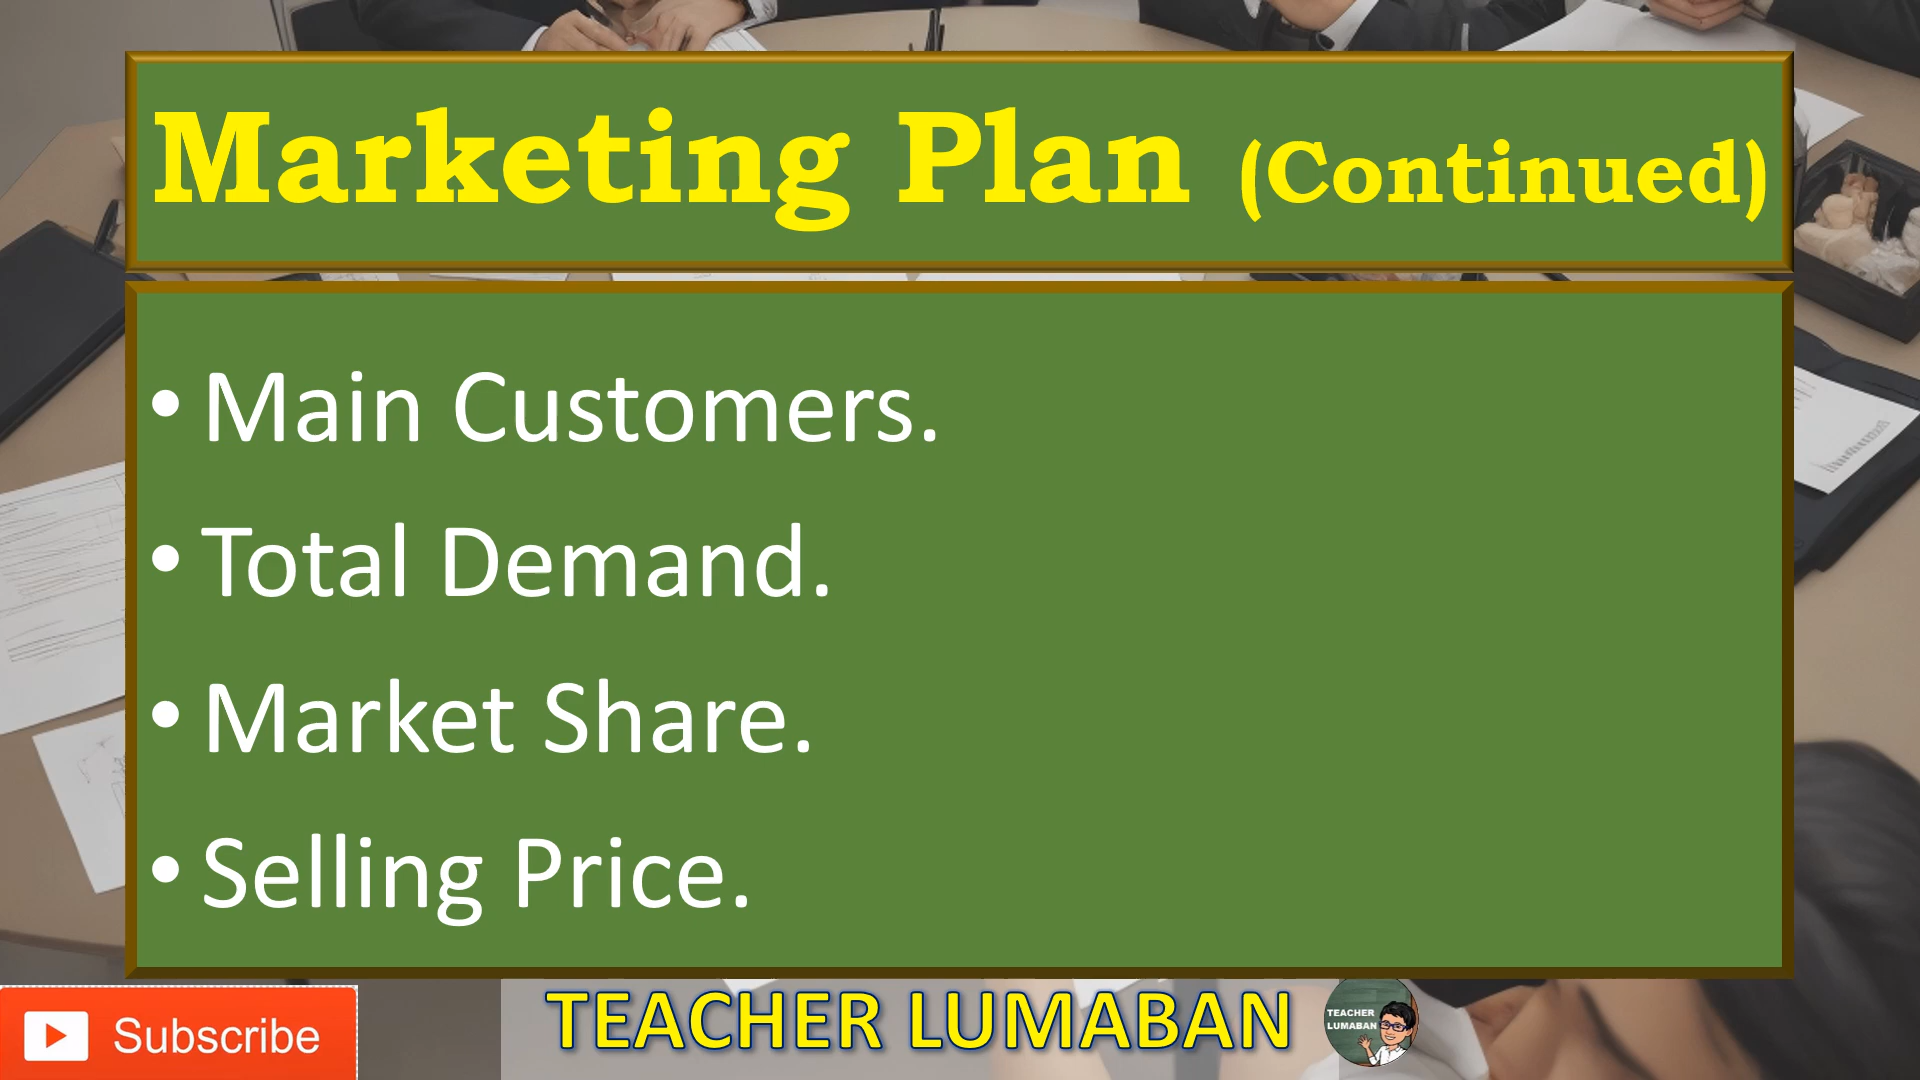 Marketing Plan (Continued)
• Main Customers.
• Total Demand.
• Market Share.
• Selling Price.
Subscribe
TEACHER LUMABAN
TEACHER
LUMABAN